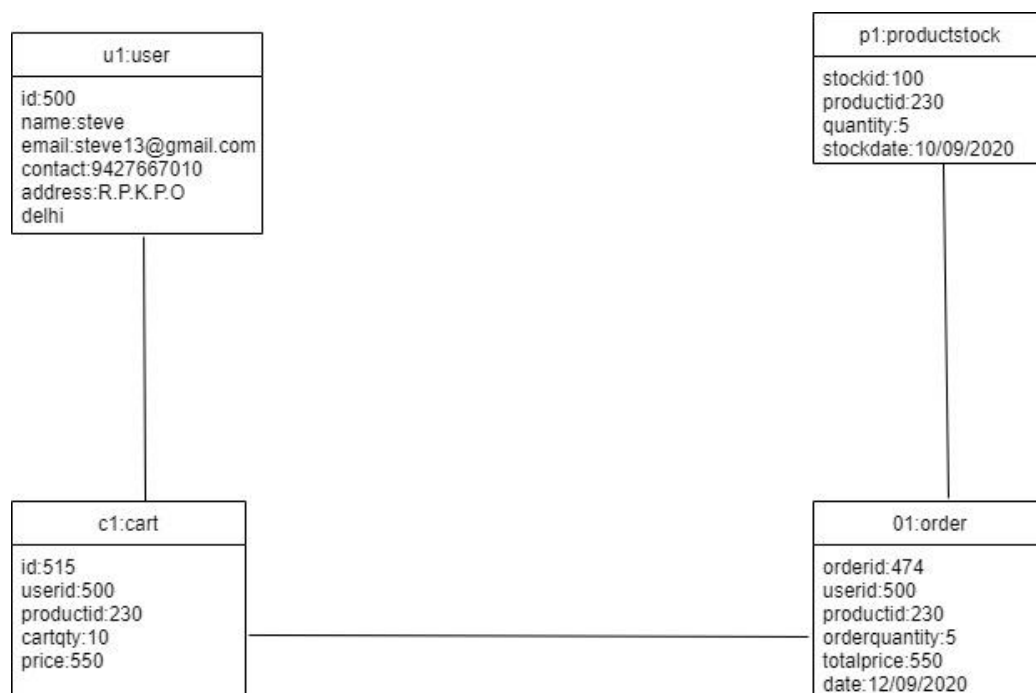 u1:user
id:500
name:steve
email:steve13@gmail.com
contact:9427667010
address:R.P.K.P.O
delhi
p1:productstock
stockid:100
productid:230
quantity:5
stockdate:10/09/2020
c1:cart
id:515
userid:500
productid:230
cartqty:10
price:550
01:order
orderid:474
userid:500
productid:230
orderquantity:5
totalprice:550
date:12/09/2020